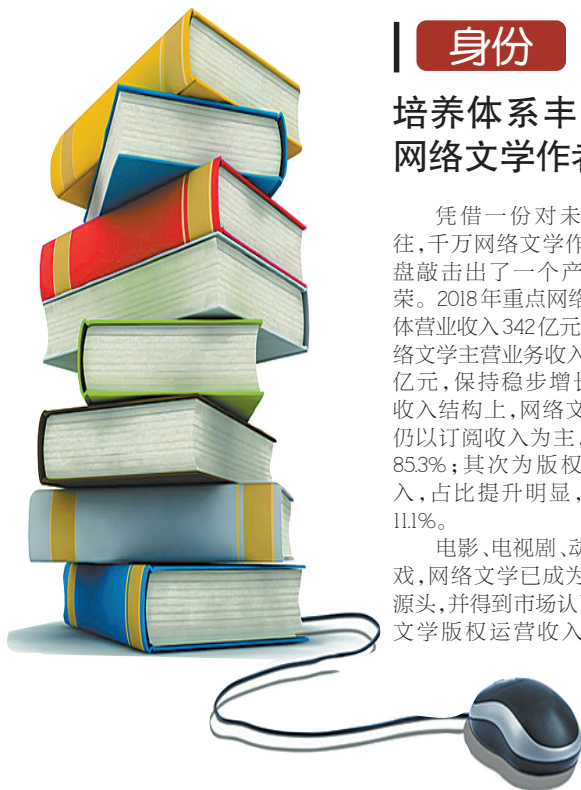 身份
培养体系丰
网络文学作者
凭借一份对未
往,千万网络文学作
盘敲击出了一个产
荣。2018年重点网络
体营业收入342亿元
络文学主营业务收入
亿元,保持稳步增长
收入结构上,网络文
仍以订阅收入为主,
85.3%;其次为版权
入,占比提升明显,
11.1%。
电影、电视剧、动
戏,网络文学已成为
源头,并得到市场认
文学版权运营收入